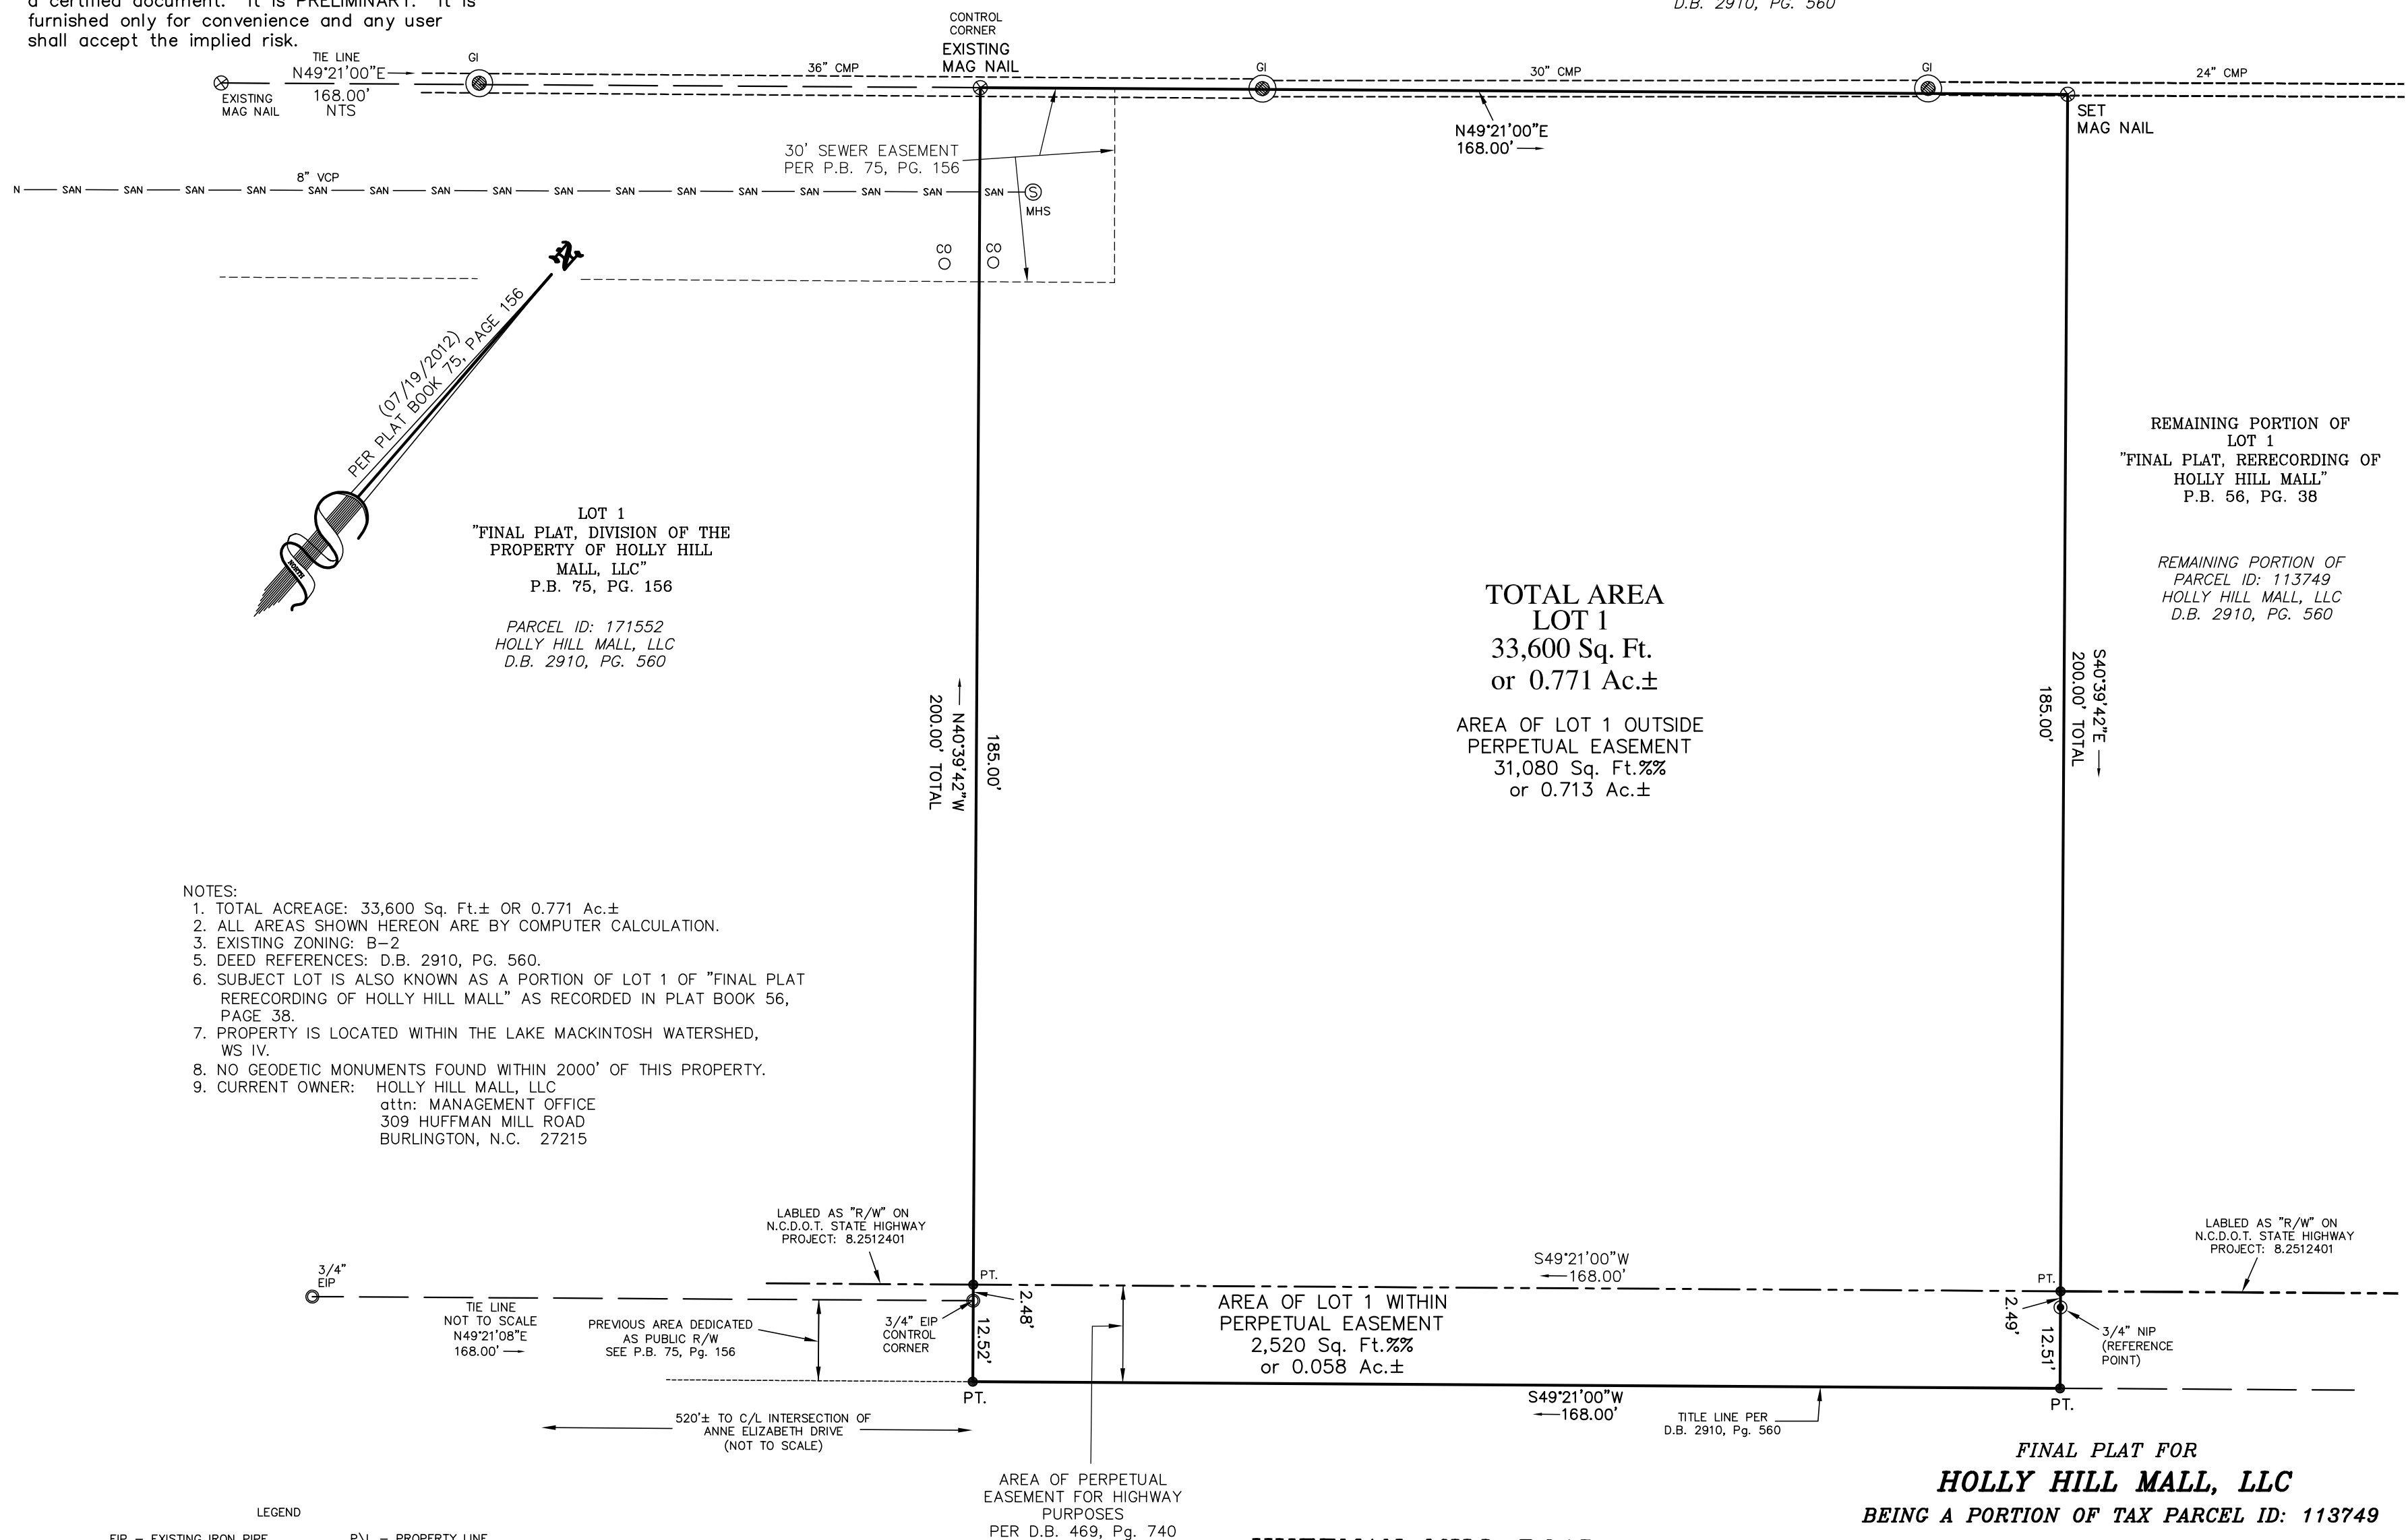 a certified document. It is PRELIMINARY. It is
furnished only for convenience and any user
shall accept the implied risk.
D.B. 2910, PG. 560
TIE LINE
N49°21'00"E
168.00'
NTS
EXISTING
MAG NAIL
GI
36" CMP
CONTROL
CORNER
EXISTING
MAG NAIL
GI
30" CMP
GI
24" CMP
SET
MAG NAIL
N49°21'00"E
168.00'
30' SEWER EASEMENT
PER P.B. 75, PG. 156
8" VCP
N SAN SAN SAN SAN SAN SAN SAN SAN SAN SAN SAN SAN SAN SAN SAN SAN S
MHS
CO CO
N
(07/19/2012)
PER PLAT BOOK 75, PAGE 156
NORTH
LOT 1
"FINAL PLAT, DIVISION OF THE
PROPERTY OF HOLLY HILL
MALL, LLC"
P.B. 75, PG. 156
PARCEL ID: 171552
HOLLY HILL MALL, LLC
D.B. 2910, PG. 560
REMAINING PORTION OF
LOT 1
"FINAL PLAT, RERECORDING OF
HOLLY HILL MALL"
P.B. 56, PG. 38
REMAINING PORTION OF
PARCEL ID: 113749
HOLLY HILL MALL, LLC
D.B. 2910, PG. 560
TOTAL AREA
LOT 1
33,600 Sq. Ft.
or 0.771 Ac.±
AREA OF LOT 1 OUTSIDE
PERPETUAL EASEMENT
31,080 Sq. Ft.%%
or 0.713 Ac.±
185.00'
N40°39'42"W
200.00' TOTAL
S40°39'42"E
200.00' TOTAL
185.00'
NOTES:
1. TOTAL ACREAGE: 33,600 Sq. Ft.± OR 0.771 Ac.±
2. ALL AREAS SHOWN HEREON ARE BY COMPUTER CALCULATION.
3. EXISTING ZONING: B-2
5. DEED REFERENCES: D.B. 2910, PG. 560.
6. SUBJECT LOT IS ALSO KNOWN AS A PORTION OF LOT 1 OF "FINAL PLAT
RERECORDING OF HOLLY HILL MALL" AS RECORDED IN PLAT BOOK 56,
PAGE 38.
7. PROPERTY IS LOCATED WITHIN THE LAKE MACKINTOSH WATERSHED,
WS IV.
8. NO GEODETIC MONUMENTS FOUND WITHIN 2000' OF THIS PROPERTY.
9. CURRENT OWNER: HOLLY HILL MALL, LLC
attn: MANAGEMENT OFFICE
309 HUFFMAN MILL ROAD
BURLINGTON, N.C. 27215
LABLED AS "R/W" ON
N.C.D.O.T. STATE HIGHWAY
PROJECT: 8.2512401
LABLED AS "R/W" ON
N.C.D.O.T. STATE HIGHWAY
PROJECT: 8.2512401
3/4"
EIP
TIE LINE
NOT TO SCALE
N49°21'08"E
168.00'
PREVIOUS AREA DEDICATED
AS PUBLIC R/W
SEE P.B. 75, Pg. 156
3/4" EIP
CONTROL
CORNER
PT.
2.48'
12.52'
PT.
S49°21'00"W
168.00'
AREA OF LOT 1 WITHIN
PERPETUAL EASEMENT
2,520 Sq. Ft.%%
or 0.058 Ac.±
PT.
2.49'
12.51'
3/4" NIP
(REFERENCE
POINT)
PT.
S49°21'00"W
168.00'
TITLE LINE PER
D.B. 2910, Pg. 560
520'± TO C/L INTERSECTION OF
ANNE ELIZABETH DRIVE
(NOT TO SCALE)
AREA OF PERPETUAL
EASEMENT FOR HIGHWAY
PURPOSES
PER D.B. 469, Pg. 740
FINAL PLAT FOR
HOLLY HILL MALL, LLC
BEING A PORTION OF TAX PARCEL ID: 113749
LEGEND
EIP - EXISTING IRON PIPE
P\L - PROPERTY LINE